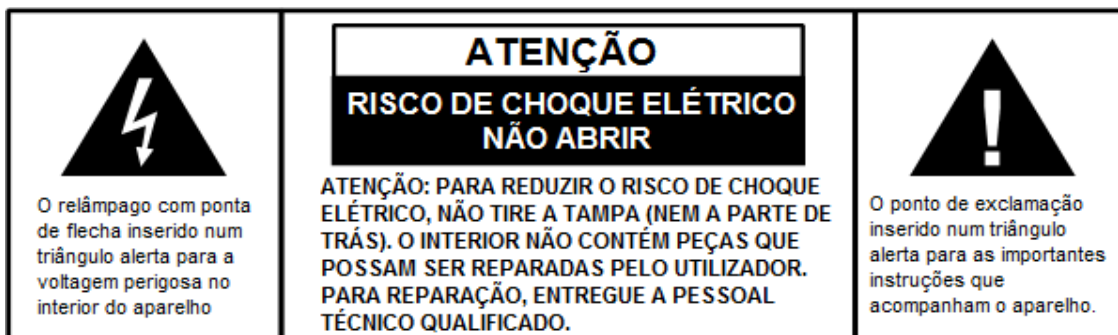 O relâmpago com ponta
de flecha inserido num
triângulo alerta para a
voltagem perigosa no
interior do aparelho
ATENÇÃO
RISCO DE CHOQUE ELÉTRICO
NÃO ABRIR
ATENÇÃO: PARA REDUZIR O RISCO DE CHOQUE
ELÉTRICO, NÃO TIRE A TAMPA (NEM A PARTE DE
TRÁS). O INTERIOR NÃO CONTÉM PEÇAS QUE
POSSAM SER REPARADAS PELO UTILIZADOR.
PARA REPARAÇÃO, ENTREGUE A PESSOAL
TÉCNICO QUALIFICADO.
!
O ponto de exclamação
inserido num triângulo
alerta para as importantes
instruções que
acompanham o aparelho.